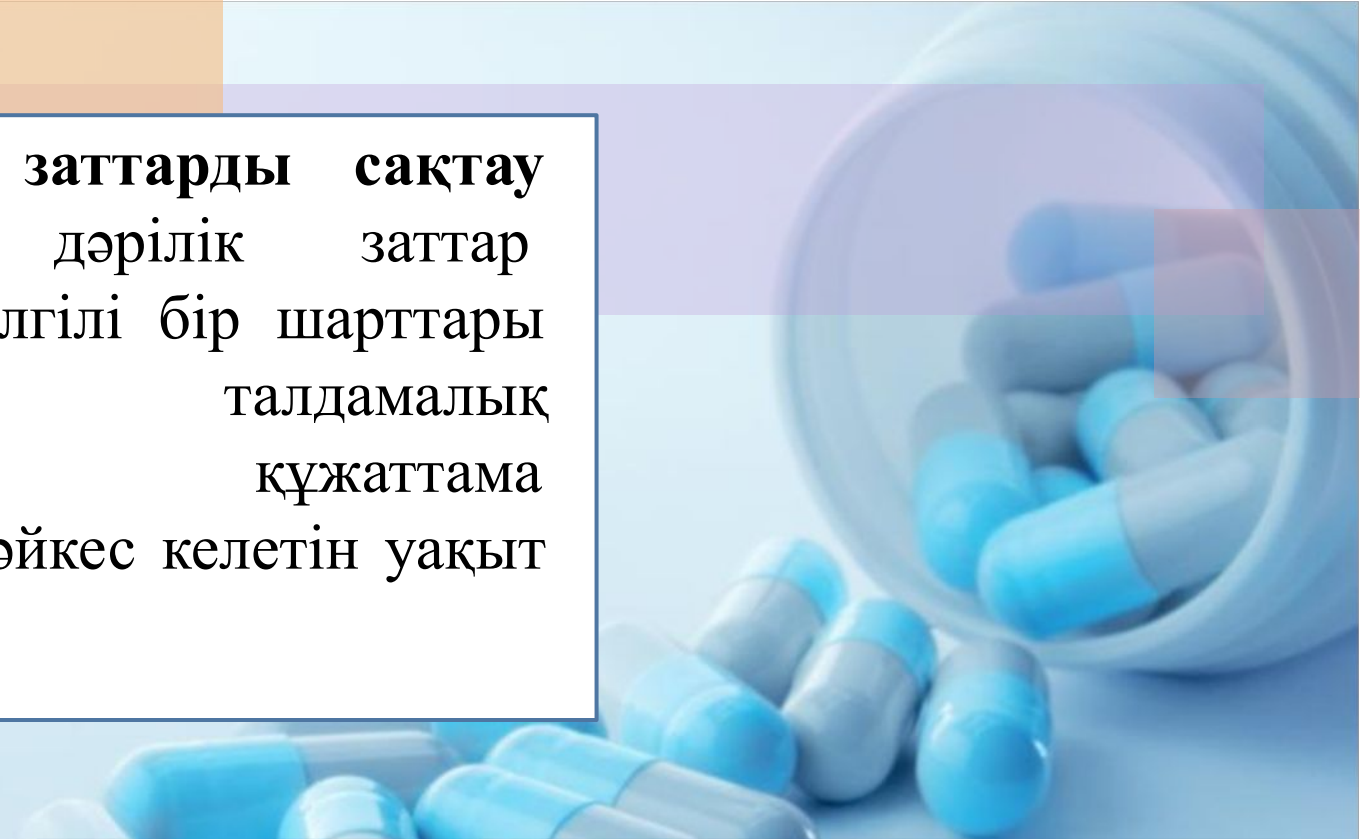 заттарды сақтау
дәрілік заттар
лгілі бір шарттары
талдамалық
құжаттама
әйкес келетін уақыт